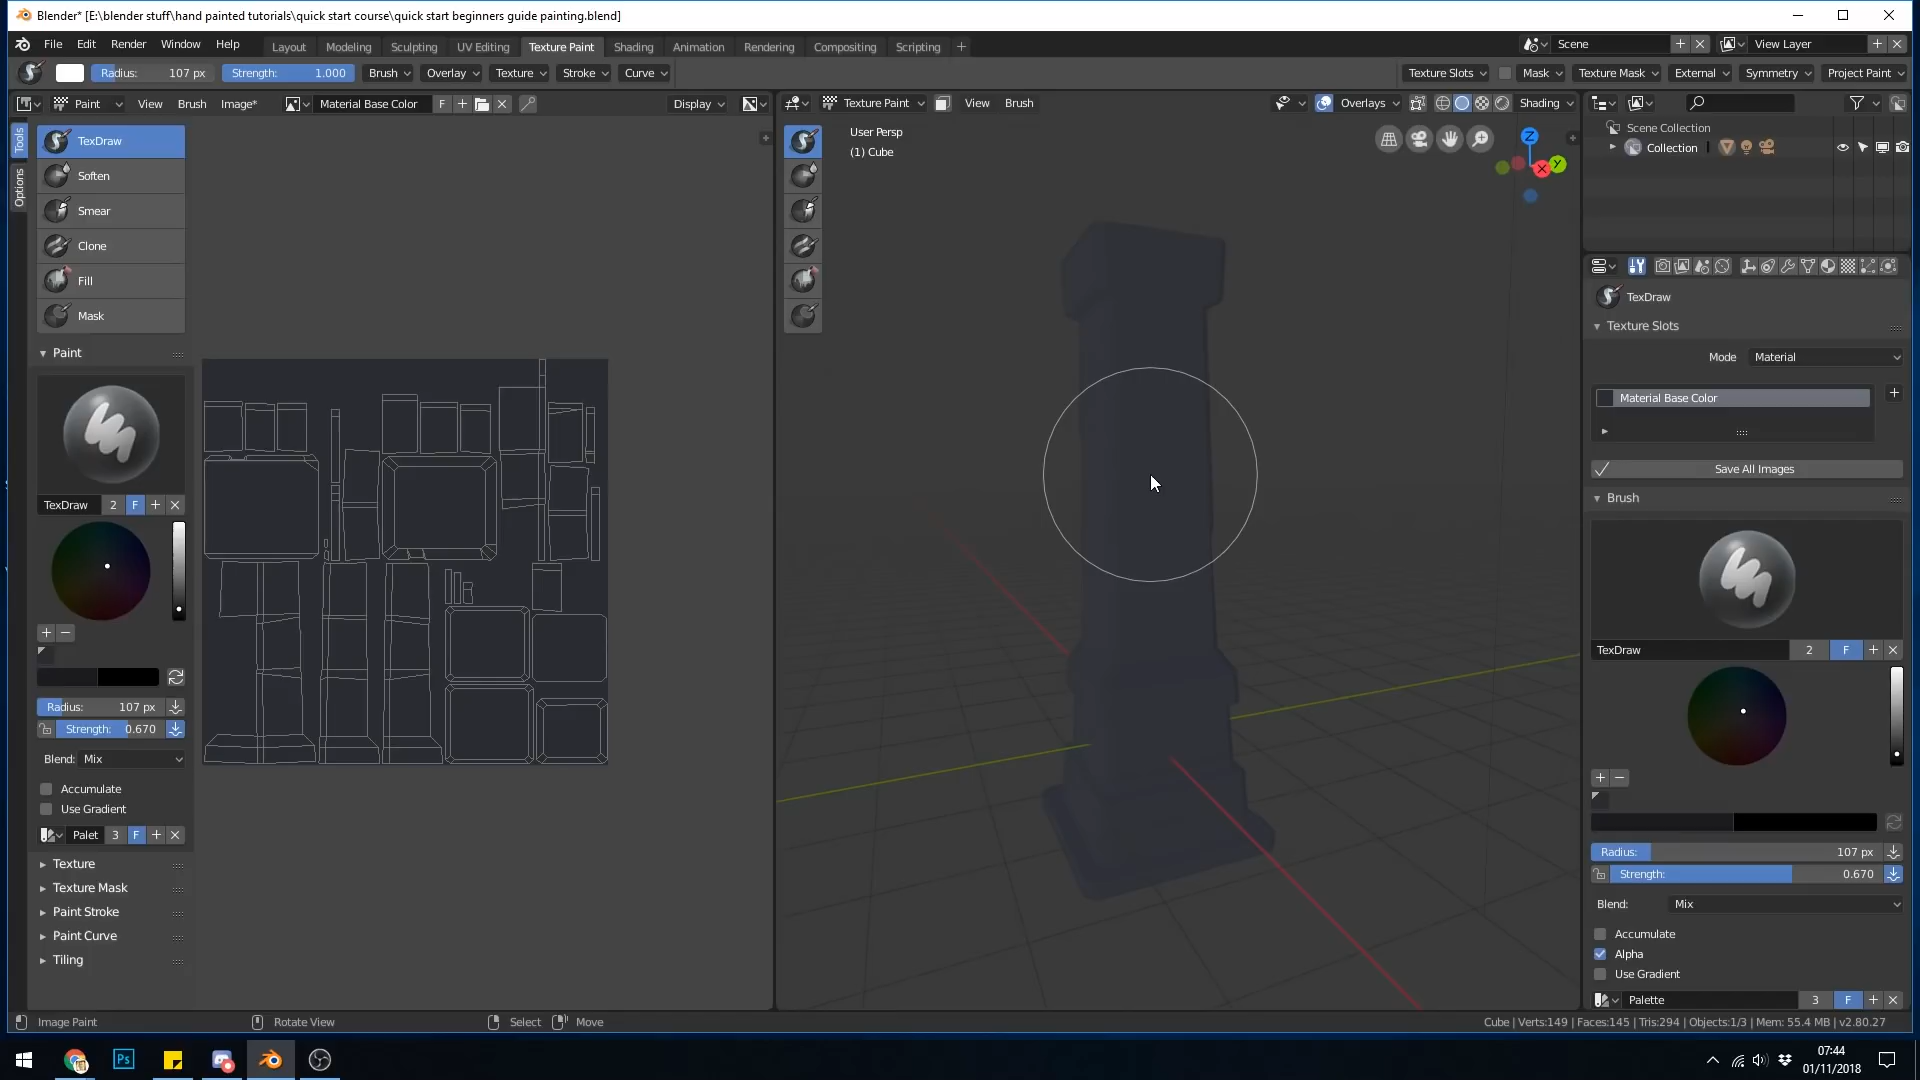 Blender* [E:\blender stuff\hand painted tutorials\quick start course\quick start beginners guide painting.blend]
File Edit Render Window Help Layout Modeling Sculpting UV Editing Texture Paint Shading Animation Rendering Compositing Scripting + Scene View Layer
Radius: 107 px Strength: 1.000 Brush Overlay Texture Stroke Curve Texture Slots Mask Texture Mask External Symmetry Project Paint
Paint View Brush Image* Material Base Color F Display Texture Paint View Brush Overlays Shading
Tools
Options
TexDraw
Soften
Smear
Clone
Fill
Mask
Paint
TexDraw 2 F
Radius: 107 px
Strength: 0.670
Blend: Mix
Accumulate
Use Gradient
Palet 3 F
Texture
Texture Mask
Paint Stroke
Paint Curve
Tiling
User Persp
(1) Cube
Z
X
Y
Scene Collection
Collection
TexDraw
Texture Slots
Mode Material
Material Base Color
Save All Images
Brush
TexDraw 2 F
Radius: 107 px
Strength: 0.670
Blend: Mix
Accumulate
Alpha
Use Gradient
Palette 3 F
Image Paint Rotate View Select Move Cube | Verts:149 | Faces:145 | Tris:294 | Objects:1/3 | Mem: 55.4 MB | v2.80.27
Ps
07:44
01/11/2018